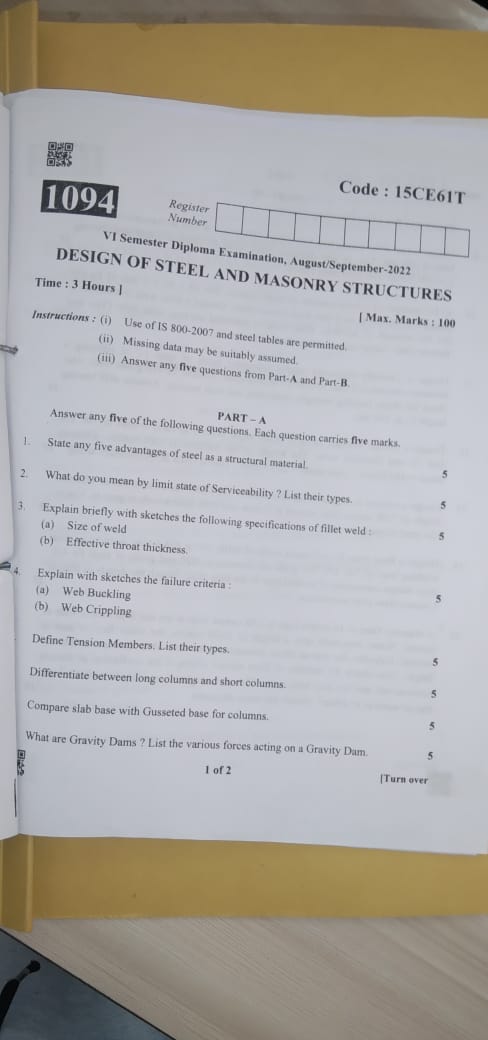 Code : 15CE61T
1094
Register
Number
VI Semester Diploma Examination, August/September-2022
DESIGN OF STEEL AND MASONRY STRUCTURES
Time : 3 Hours ]
[ Max. Marks : 100
Instructions : (i) Use of IS 800-2007 and steel tables are permitted.
(ii) Missing data may be suitably assumed.
(iii) Answer any five questions from Part-A and Part-B.
PART – A
Answer any five of the following questions. Each question carries five marks.
1. State any five advantages of steel as a structural material. 5
2. What do you mean by limit state of Serviceability ? List their types. 5
3. Explain briefly with sketches the following specifications of fillet weld : 5
(a) Size of weld
(b) Effective throat thickness.
4. Explain with sketches the failure criteria : 5
(a) Web Buckling
(b) Web Crippling
Define Tension Members. List their types. 5
Differentiate between long columns and short columns. 5
Compare slab base with Gusseted base for columns. 5
What are Gravity Dams ? List the various forces acting on a Gravity Dam. 5
1 of 2
[Turn over